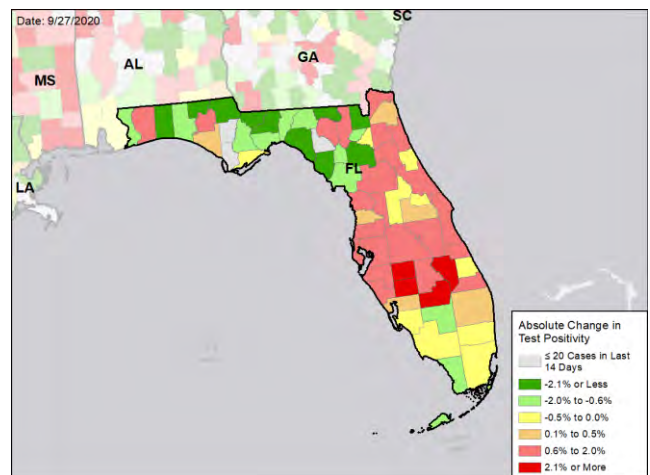 Date: 9/27/2020
SC
AL
GA
MS
LA
FL
Absolute Change in
Test Positivity
≤ 20 Cases in Last
14 Days
-2.1% or Less
-2.0% to -0.6%
-0.5% to 0.0%
0.1% to 0.5%
0.6% to 2.0%
2.1% or More